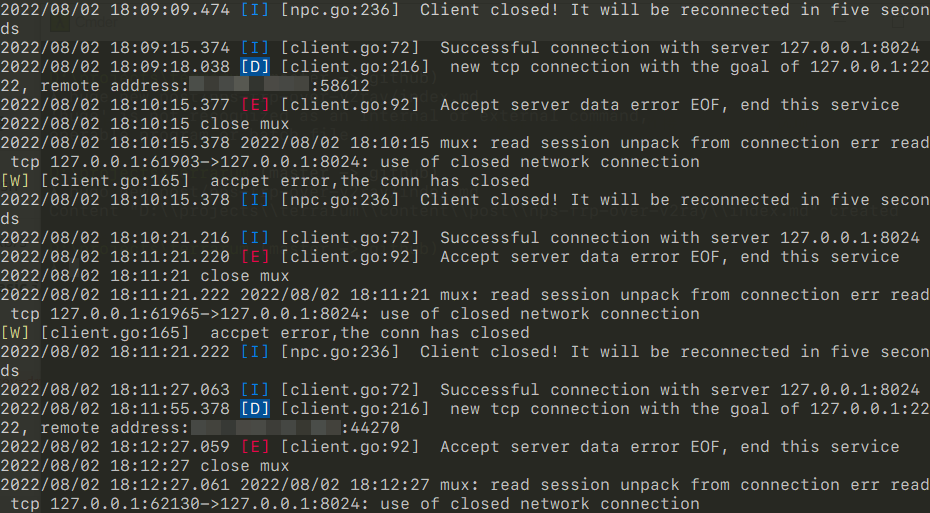 2022/08/02 18:09:09.474 [I] [npc.go:236]  Client closed! It will be reconnected in five secon
ds
2022/08/02 18:09:15.374 [I] [client.go:72]  Successful connection with server 127.0.0.1:8024
2022/08/02 18:09:18.038 [D] [client.go:216]  new tcp connection with the goal of 127.0.0.1:22
22, remote address: :58612
2022/08/02 18:10:15.377 [E] [client.go:92]  Accept server data error EOF, end this service
2022/08/02 18:10:15 close mux
2022/08/02 18:10:15.378 2022/08/02 18:10:15 mux: read session unpack from connection err read
 tcp 127.0.0.1:61903->127.0.0.1:8024: use of closed network connection
[W] [client.go:165]  accpet error,the conn has closed
2022/08/02 18:10:15.378 [I] [npc.go:236]  Client closed! It will be reconnected in five secon
ds
2022/08/02 18:10:21.216 [I] [client.go:72]  Successful connection with server 127.0.0.1:8024
2022/08/02 18:11:21.220 [E] [client.go:92]  Accept server data error EOF, end this service
2022/08/02 18:11:21 close mux
2022/08/02 18:11:21.222 2022/08/02 18:11:21 mux: read session unpack from connection err read
 tcp 127.0.0.1:61965->127.0.0.1:8024: use of closed network connection
[W] [client.go:165]  accpet error,the conn has closed
2022/08/02 18:11:21.222 [I] [npc.go:236]  Client closed! It will be reconnected in five secon
ds
2022/08/02 18:11:27.063 [I] [client.go:72]  Successful connection with server 127.0.0.1:8024
2022/08/02 18:11:55.378 [D] [client.go:216]  new tcp connection with the goal of 127.0.0.1:22
22, remote address: :44270
2022/08/02 18:12:27.059 [E] [client.go:92]  Accept server data error EOF, end this service
2022/08/02 18:12:27 close mux
2022/08/02 18:12:27.061 2022/08/02 18:12:27 mux: read session unpack from connection err read
 tcp 127.0.0.1:62130->127.0.0.1:8024: use of closed network connection